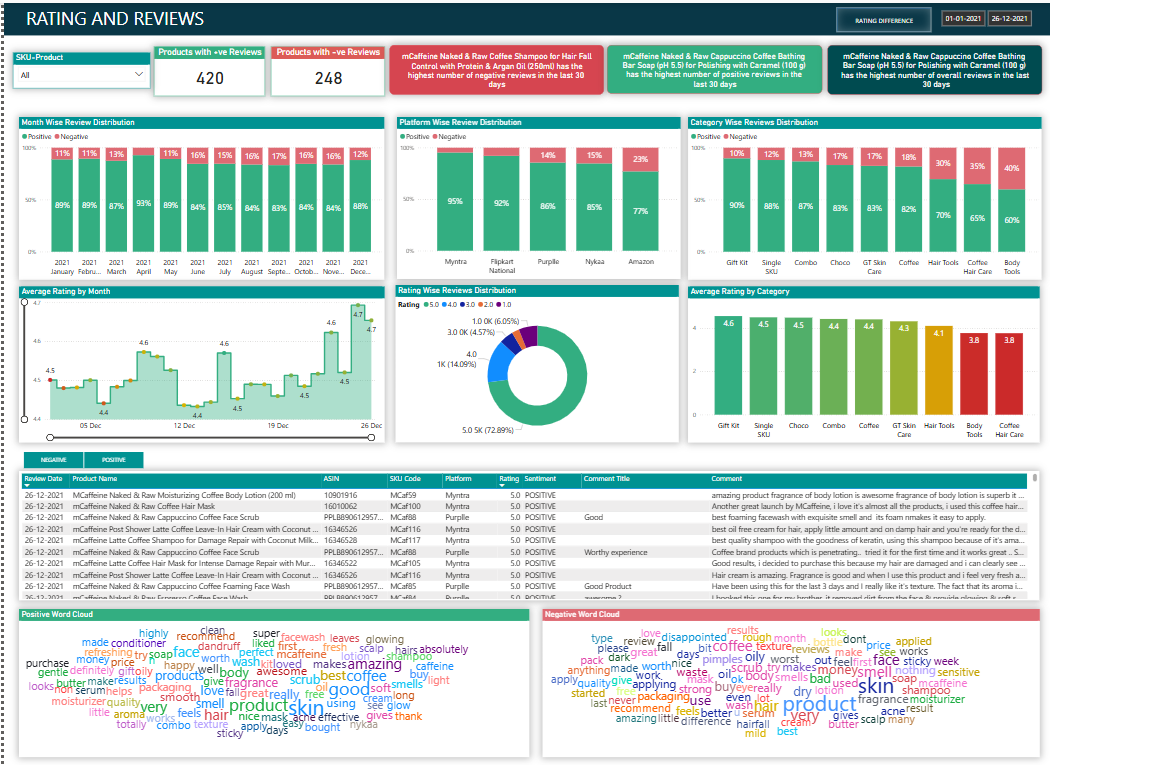 RATING AND REVIEWS
RATING DIFFERENCE
01-01-2021 26-12-2021
SKU-Product
All
Products with +ve Reviews
420
Products with -ve Reviews
248
mCaffeine Naked & Raw Coffee Shampoo for Hair Fall
Control with Protein & Argan Oil (250ml) has the
highest number of negative reviews in the last 30
days
mCaffeine Naked & Raw Cappuccino Coffee Bathing
Bar Soap (pH 5.5) for Polishing with Caramel (100 g)
has the highest number of positive reviews in the
last 30 days
mCaffeine Naked & Raw Cappuccino Coffee Bathing
Bar Soap (pH 5.5) for Polishing with Caramel (100 g)
has the highest number of overall reviews in the last
30 days
Month Wise Review Distribution
Positive Negative
100%
50%
0%
11% 11% 13% 11% 16% 15% 16% 17% 16% 16% 12%
89% 89% 87% 93% 89% 84% 85% 84% 83% 84% 84% 88%
2021 2021 2021 2021 2021 2021 2021 2021 2021 2021 2021 2021
January Febru... March April May June July August Septe... Octob... Nove... Dece...
Platform Wise Review Distribution
Positive Negative
100%
50%
0%
14% 15% 23%
95% 92% 86% 85% 77%
Myntra Flipkart Purplle Nykaa Amazon
National
Category Wise Reviews Distribution
Positive Negative
100%
50%
0%
10% 12% 13% 17% 17% 18% 30% 35% 40%
90% 88% 87% 83% 83% 82% 70% 65% 60%
Gift Kit Single Combo Choco GT Skin Coffee Hair Tools Coffee Body
SKU Care Hair Care Tools
Average Rating by Month
4.7
4.6
4.5
4.4
4.5 4.4 4.6 4.4 4.6 4.5 4.5 4.6 4.5 4.7 4.7
05 Dec 12 Dec 19 Dec 26 Dec
Rating Wise Reviews Distribution
Rating 5.0 4.0 3.0 2.0 1.0
1.0 0K (6.05%)
3.0 0K (4.57%)
4.0
1K (14.09%)
5.0 5K (72.89%)
Average Rating by Category
4
2
0
4.6 4.5 4.5 4.4 4.4 4.3 4.1 3.8 3.8
Gift Kit Single Choco Combo Coffee GT Skin Hair Tools Body Coffee
SKU Care Tools Hair Care
NEGATIVE POSITIVE
Review Date Product Name ASIN SKU Code Platform Rating Sentiment Comment Title Comment
26-12-2021 MCaffeine Naked & Raw Moisturizing Coffee Body Lotion (200 ml) 10901916 MCaf59 Myntra 5.0 POSITIVE amazing product fragrance of body lotion is awesome fragrance of body lotion is superb it ...
26-12-2021 mCaffeine Naked & Raw Coffee Hair Mask 16010062 MCaf100 Myntra 5.0 POSITIVE Another great launch by MCaffeine, i love it's almost all the products, i used this coffee hair...
26-12-2021 mCaffeine Naked & Raw Cappuccino Coffee Face Scrub PPLB890612957... MCaf88 Purplle 5.0 POSITIVE Good best foaming facewash with exquisite smell and its foam nmakes it easy to apply.
26-12-2021 mCaffeine Post Shower Latte Coffee Leave-In Hair Cream with Coconut ... 16346526 MCaf116 Myntra 5.0 POSITIVE best oil free cream for hair, apply little amount and on damp hair and you're ready for the d...
26-12-2021 mCaffeine Latte Coffee Shampoo for Damage Repair with Coconut Milk... 16346528 MCaf117 Myntra 5.0 POSITIVE best quality shampoo with the goodness of keratin, using this shampoo because of it's ama...
26-12-2021 mCaffeine Naked & Raw Cappuccino Coffee Face Scrub PPLB890612957... MCaf88 Purplle 5.0 POSITIVE Worthy experience Coffee brand products which is penetrating.. tried it for the first time and it works great .. S...
26-12-2021 mCaffeine Latte Coffee Hair Mask for Intense Damage Repair with Mur... 16346522 MCaf105 Myntra 5.0 POSITIVE Good results, i decided to purchase this because my hair are damaged and i can clearly see ...
26-12-2021 mCaffeine Post Shower Latte Coffee Leave-In Hair Cream with Coconut ... 16346526 MCaf116 Myntra 5.0 POSITIVE Hair cream is amazing. Fragrance is good and when I use this product and i feel very fresh a...
26-12-2021 mCaffeine Naked & Raw Cappuccino Coffee Foaming Face Wash PPLB890612957... MCaf85 Purplle 5.0 POSITIVE Good Product Have been using this for the last 3 days and I really like it's texture. The fact that its aroma i...
Positive Word Cloud
highly clean super facewash leaves glowing
made conditioner recommend dandruff liked first fresh scalp hairs absolutely
refreshing try soap face perfect mcaffeine lotion shampoo
purchase money price happy worth wash kit loved makes amazing caffeine
gentle definitely giftoily well body awesome best coffee buy
looks butter make results products give fragrance scrub oil soft smells light
non serum helps packaging smooth love fall great really free good cream long
moisturizer quality very smell product skin using see glow
little aroma works feels hair nice mask acne effective gives thank
totally combo texture apply days easy bought nykaa
sticky
Negative Word Cloud
type love disappointed results rough month looks bottle dont price applied
review please great fall days bit coffee texture reviews make see works
pack dark nice pimples oily worst out feel first face sticky week
anything made worth work waste oil scrub try makes money smell nothing sensitive
apply quality give applying mask ok body smells bad used soap mcaffeine
started free strong buy eye really dry lotion skin shampoo
last never packaging use even lot wash hair product fragrance moisturizer
recommend feels better u serum very gives acne result
amazing little difference hairfall cream butter scalp many
mild best